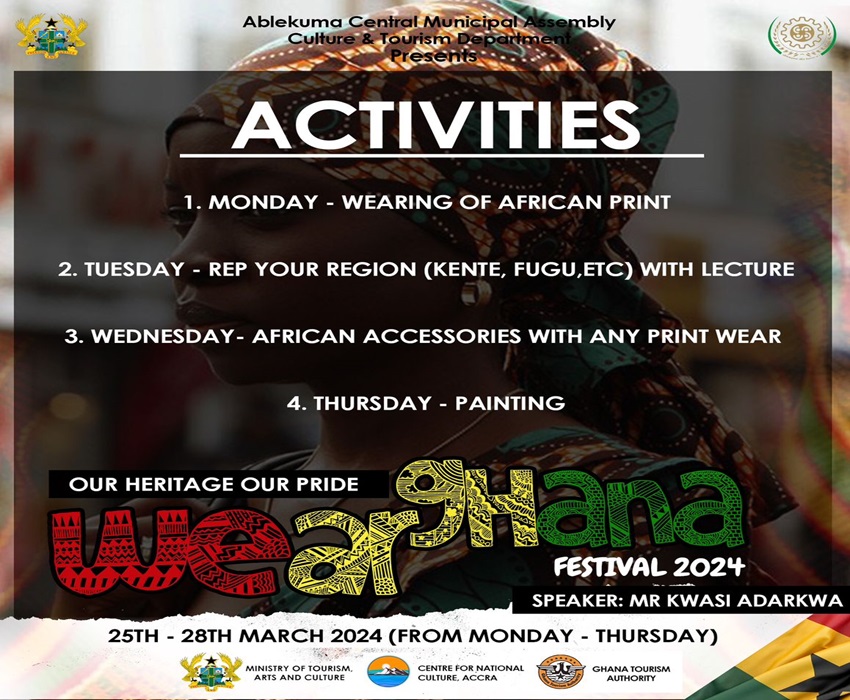 Ablekuma Central Municipal Assembly
Culture & Tourism Department
Presents
ACTIVITIES
1. MONDAY - WEARING OF AFRICAN PRINT
2. TUESDAY - REP YOUR REGION (KENTE, FUGU,ETC) WITH LECTURE
3. WEDNESDAY- AFRICAN ACCESSORIES WITH ANY PRINT WEAR
4. THURSDAY - PAINTING
OUR HERITAGE OUR PRIDE
wear gHana
FESTIVAL 2024
SPEAKER: MR KWASI ADARKWA
25TH - 28TH MARCH 2024 (FROM MONDAY - THURSDAY)
MINISTRY OF TOURISM, ARTS AND CULTURE
CENTRE FOR NATIONAL CULTURE, ACCRA
GHANA TOURISM AUTHORITY